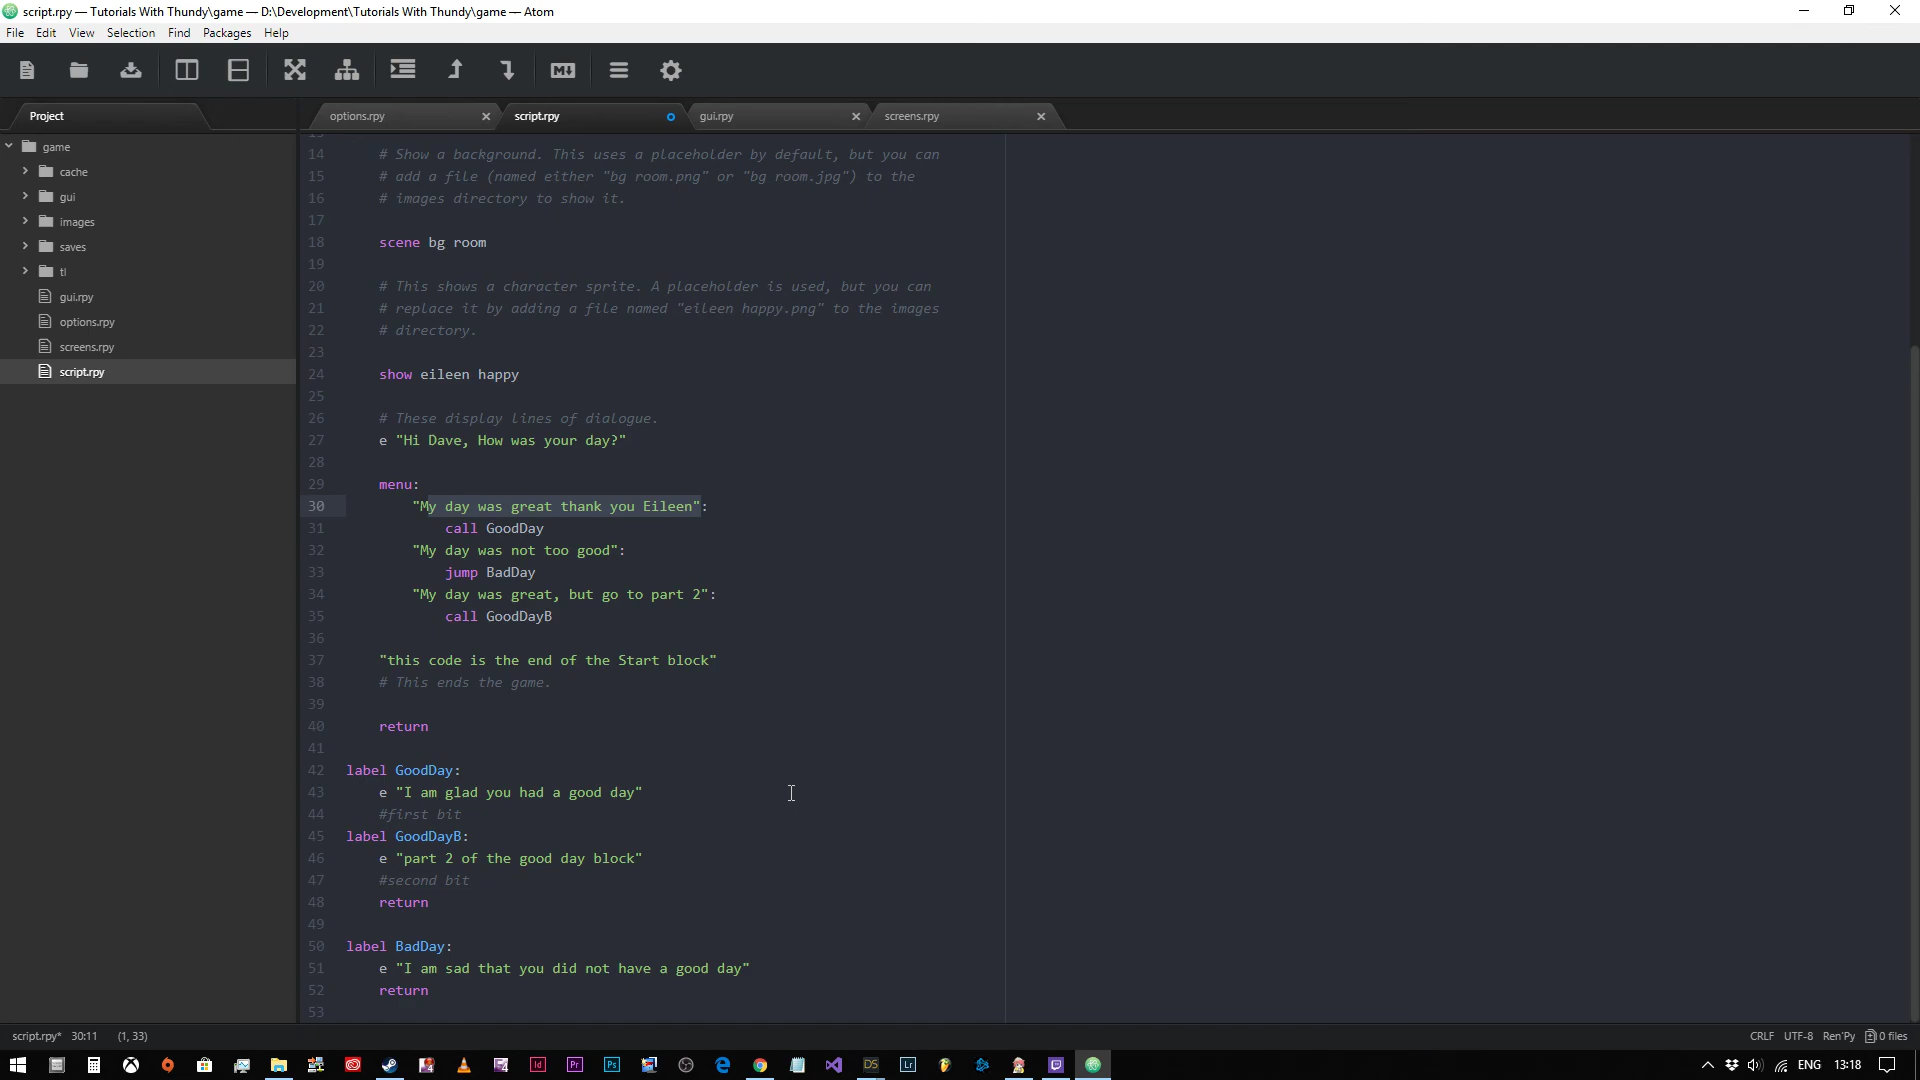 script.rpy — Tutorials With Thundy\game — D:\Development\Tutorials With Thundy\game — Atom
File Edit View Selection Find Packages Help
Project
options.rpy
script.rpy
gui.rpy
screens.rpy
game
cache
gui
images
saves
tl
gui.rpy
options.rpy
screens.rpy
script.rpy
14 # Show a background. This uses a placeholder by default, but you can
15 # add a file (named either "bg room.png" or "bg room.jpg") to the
16 # images directory to show it.
17
18 scene bg room
19
20 # This shows a character sprite. A placeholder is used, but you can
21 # replace it by adding a file named "eileen happy.png" to the images
22 # directory.
23
24 show eileen happy
25
26 # These display lines of dialogue.
27 e "Hi Dave, How was your day?"
28
29 menu:
30 "My day was great thank you Eileen":
31 call GoodDay
32 "My day was not too good":
33 jump BadDay
34 "My day was great, but go to part 2":
35 call GoodDayB
36
37 "this code is the end of the Start block"
38 # This ends the game.
39
40 return
41
42 label GoodDay:
43 e "I am glad you had a good day"
44 #first bit
45 label GoodDayB:
46 e "part 2 of the good day block"
47 #second bit
48 return
49
50 label BadDay:
51 e "I am sad that you did not have a good day"
52 return
53
script.rpy* 30:11 (1, 33)
CRLF UTF-8 Ren'Py 0 files
ENG 13:18